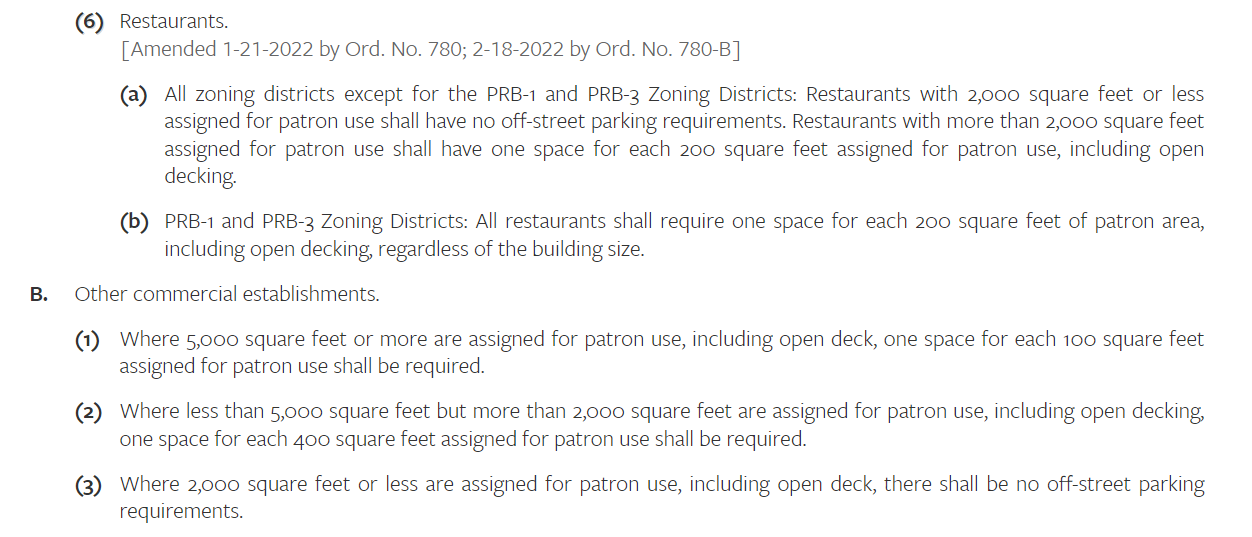 (6) Restaurants.
[Amended 1-21-2022 by Ord. No. 780; 2-18-2022 by Ord. No. 780-B]
(a) All zoning districts except for the PRB-1 and PRB-3 Zoning Districts: Restaurants with 2,000 square feet or less
assigned for patron use shall have no off-street parking requirements. Restaurants with more than 2,000 square feet
assigned for patron use shall have one space for each 200 square feet assigned for patron use, including open
decking.
(b) PRB-1 and PRB-3 Zoning Districts: All restaurants shall require one space for each 200 square feet of patron area,
including open decking, regardless of the building size.
B. Other commercial establishments.
(1) Where 5,000 square feet or more are assigned for patron use, including open deck, one space for each 100 square feet
assigned for patron use shall be required.
(2) Where less than 5,000 square feet but more than 2,000 square feet are assigned for patron use, including open decking,
one space for each 400 square feet assigned for patron use shall be required.
(3) Where 2,000 square feet or less are assigned for patron use, including open deck, there shall be no off-street parking
requirements.